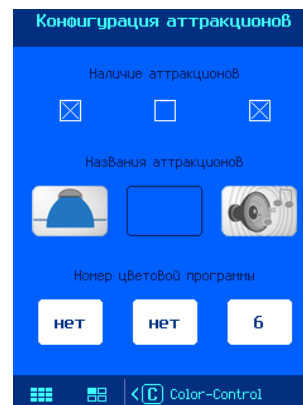 Конфигурация аттракционов
Наличие аттракционов
Названия аттракционов
Номер цветовой программы
нет нет 6
<C Color-Control